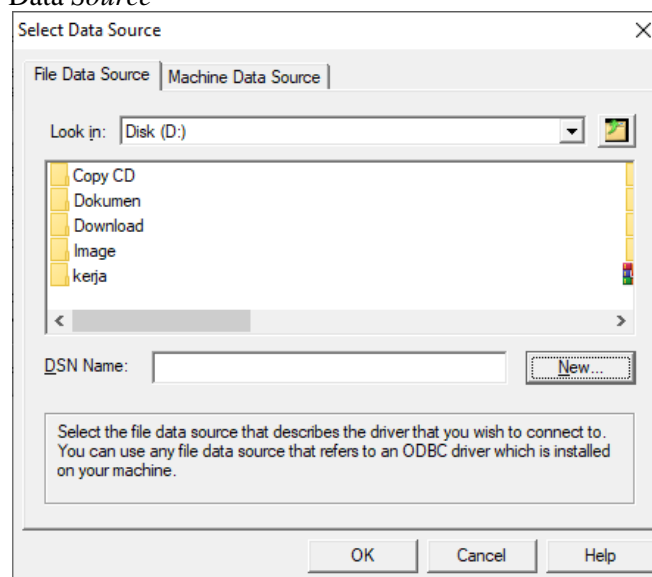 Data Source
Select Data Source
File Data Source Machine Data Source
Look in: Disk (D:)
Copy CD
Dokumen
Download
Image
kerja
DSN Name: New...
Select the file data source that describes the driver that you wish to connect to.
You can use any file data source that refers to an ODBC driver which is installed
on your machine.
OK Cancel Help